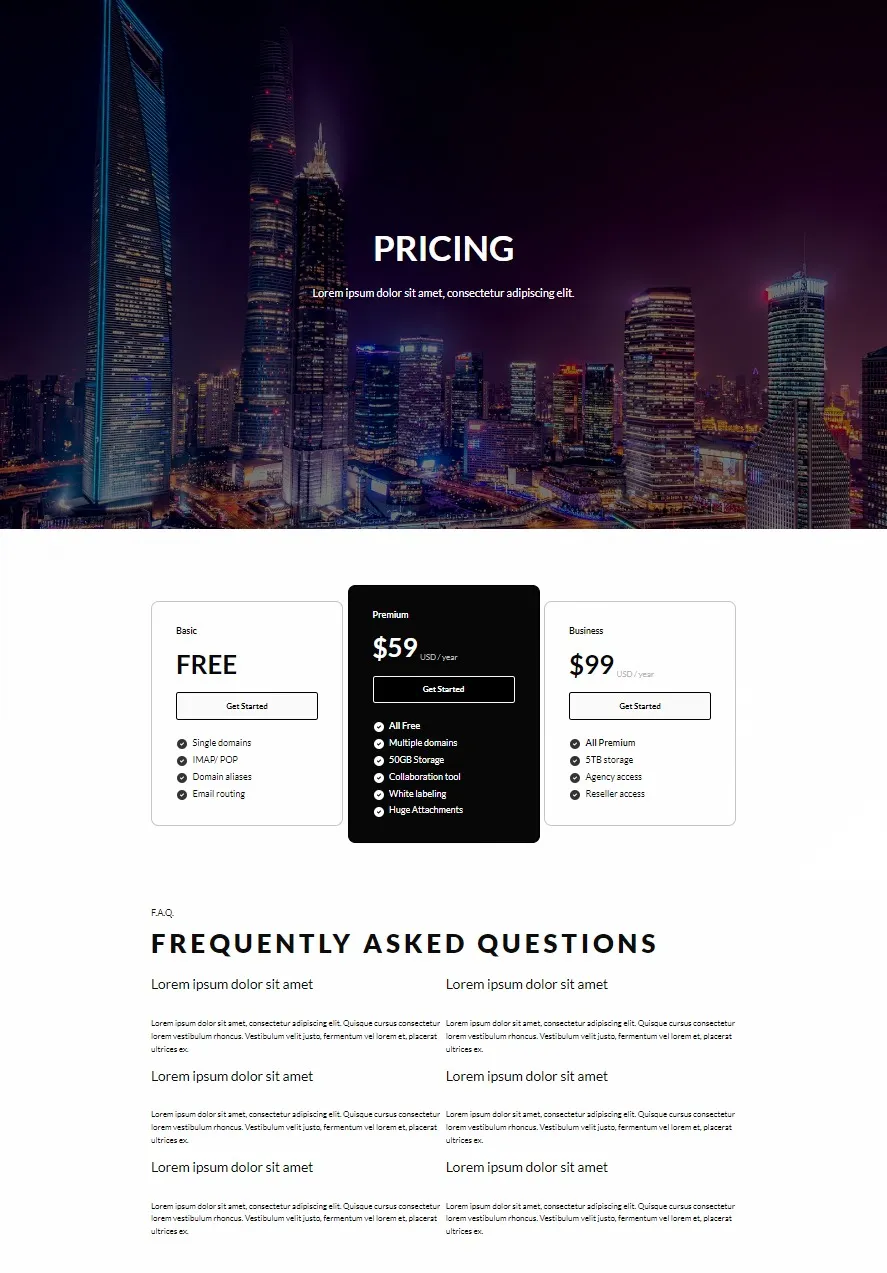 PRICING
Lorem ipsum dolor sit amet, consectetur adipiscing elit.
Basic
FREE
Get Started
Single domains
IMAP/ POP
Domain aliases
Email routing
Premium
$59 USD / year
Get Started
All Free
Multiple domains
50GB Storage
Collaboration tool
White labeling
Huge Attachments
Business
$99 USD / year
Get Started
All Premium
5TB storage
Agency access
Reseller access
F.A.Q.
FREQUENTLY ASKED QUESTIONS
Lorem ipsum dolor sit amet
Lorem ipsum dolor sit amet, consectetur adipiscing elit. Quisque cursus consectetur
lorem vestibulum rhoncus. Vestibulum velit justo, fermentum vel lorem et, placerat
ultrices ex.
Lorem ipsum dolor sit amet
Lorem ipsum dolor sit amet, consectetur adipiscing elit. Quisque cursus consectetur
lorem vestibulum rhoncus. Vestibulum velit justo, fermentum vel lorem et, placerat
ultrices ex.
Lorem ipsum dolor sit amet
Lorem ipsum dolor sit amet, consectetur adipiscing elit. Quisque cursus consectetur
lorem vestibulum rhoncus. Vestibulum velit justo, fermentum vel lorem et, placerat
ultrices ex.
Lorem ipsum dolor sit amet
Lorem ipsum dolor sit amet, consectetur adipiscing elit. Quisque cursus consectetur
lorem vestibulum rhoncus. Vestibulum velit justo, fermentum vel lorem et, placerat
ultrices ex.
Lorem ipsum dolor sit amet
Lorem ipsum dolor sit amet, consectetur adipiscing elit. Quisque cursus consectetur
lorem vestibulum rhoncus. Vestibulum velit justo, fermentum vel lorem et, placerat
ultrices ex.
Lorem ipsum dolor sit amet
Lorem ipsum dolor sit amet, consectetur adipiscing elit. Quisque cursus consectetur
lorem vestibulum rhoncus. Vestibulum velit justo, fermentum vel lorem et, placerat
ultrices ex.